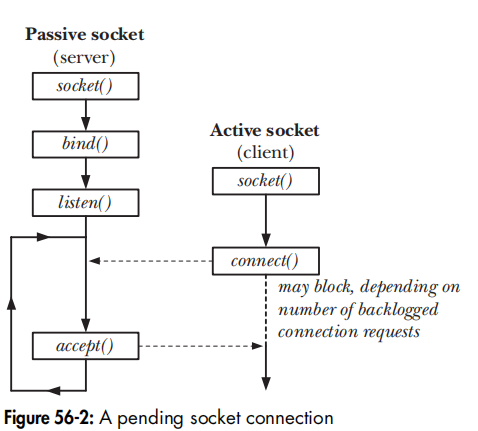 Passive socket
(server)
socket()
bind()
Active socket
(client)
socket()
listen()
connect()
may block, depending on
number of backlogged
connection requests
accept()
Figure 56-2: A pending socket connection